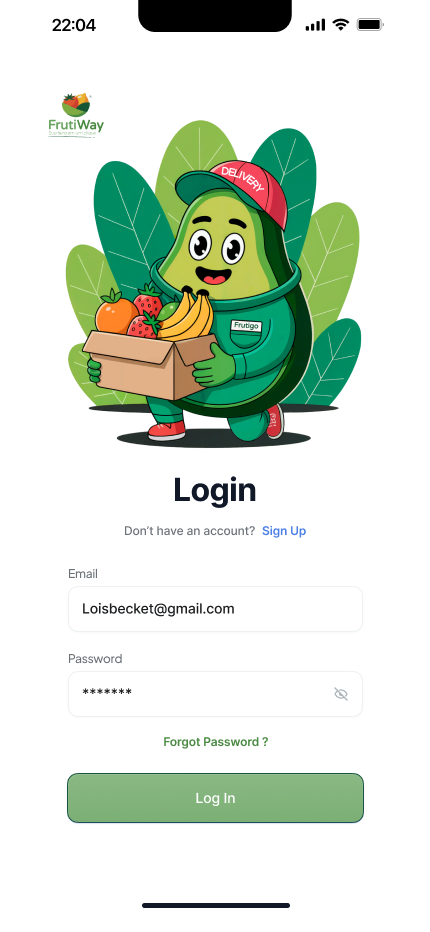 22:04
FrutiWay
DELIVERY
Frutigo
Login
Don't have an account? Sign Up
Email
Loisbecket@gmail.com
Password
*******
Forgot Password ?
Log In